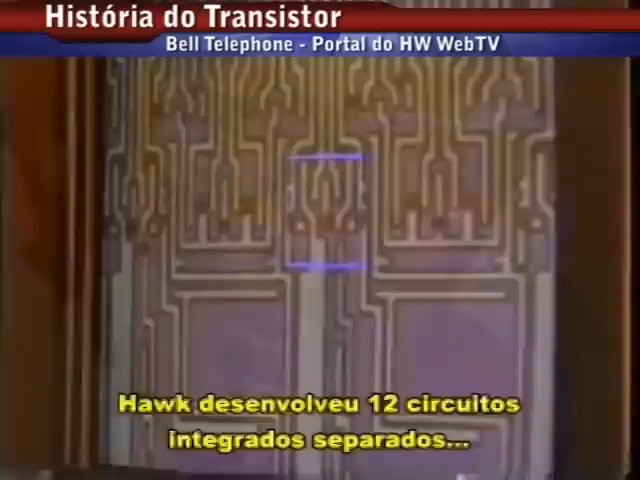 História do Transistor
Bell Telephone - Portal do HW WebTV
Hawk desenvolveu 12 circuitos
integrados separados...